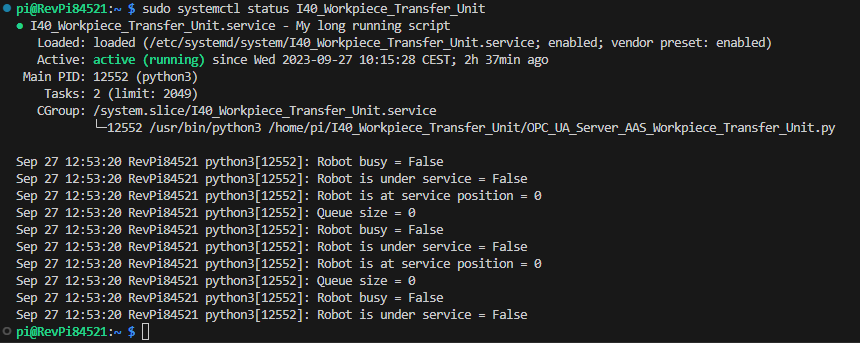 pi@RevPi84521:~ $ sudo systemctl status I40_Workpiece_Transfer_Unit
● I40_Workpiece_Transfer_Unit.service - My long running script
   Loaded: loaded (/etc/systemd/system/I40_Workpiece_Transfer_Unit.service; enabled; vendor preset: enabled)
   Active: active (running) since Wed 2023-09-27 10:15:28 CEST; 2h 37min ago
 Main PID: 12552 (python3)
    Tasks: 2 (limit: 2049)
   CGroup: /system.slice/I40_Workpiece_Transfer_Unit.service
           └─12552 /usr/bin/python3 /home/pi/I40_Workpiece_Transfer_Unit/OPC_UA_Server_AAS_Workpiece_Transfer_Unit.py

Sep 27 12:53:20 RevPi84521 python3[12552]: Robot busy = False
Sep 27 12:53:20 RevPi84521 python3[12552]: Robot is under service = False
Sep 27 12:53:20 RevPi84521 python3[12552]: Robot is at service position = 0
Sep 27 12:53:20 RevPi84521 python3[12552]: Queue size = 0
Sep 27 12:53:20 RevPi84521 python3[12552]: Robot busy = False
Sep 27 12:53:20 RevPi84521 python3[12552]: Robot is under service = False
Sep 27 12:53:20 RevPi84521 python3[12552]: Robot is at service position = 0
Sep 27 12:53:20 RevPi84521 python3[12552]: Queue size = 0
Sep 27 12:53:20 RevPi84521 python3[12552]: Robot busy = False
Sep 27 12:53:20 RevPi84521 python3[12552]: Robot is under service = False
pi@RevPi84521:~ $